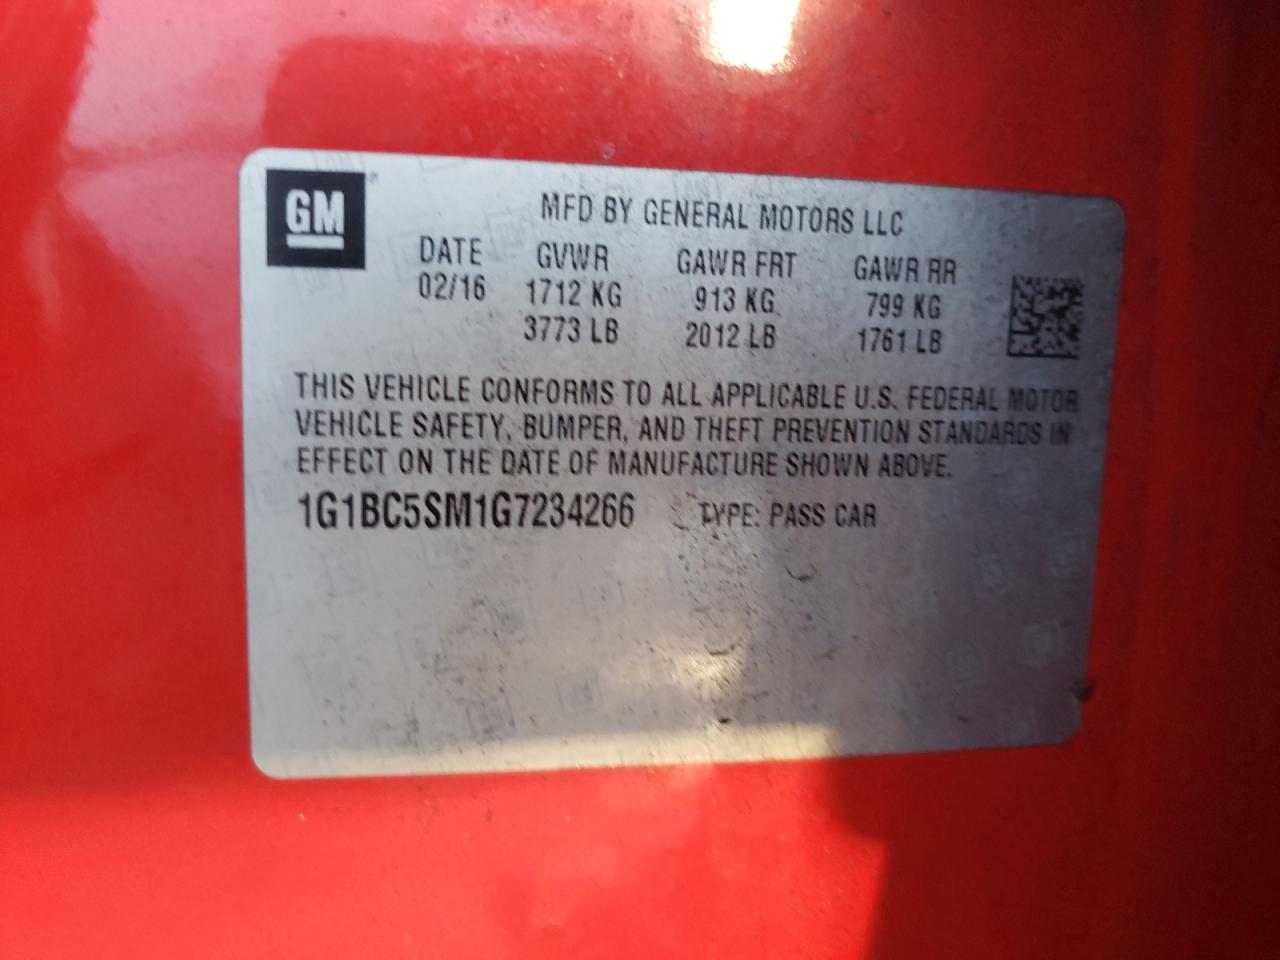 GM
MFD BY GENERAL MOTORS LLC
DATE GVWR GAWR FRT GAWR RR
02/16 1712 KG 913 KG 799 KG
3773 LB 2012 LB 1761 LB
THIS VEHICLE CONFORMS TO ALL APPLICABLE U.S. FEDERAL MOTOR
VEHICLE SAFETY, BUMPER, AND THEFT PREVENTION STANDARDS IN
EFFECT ON THE DATE OF MANUFACTURE SHOWN ABOVE.
1G1BC5SM1G7234266 TYPE: PASS CAR